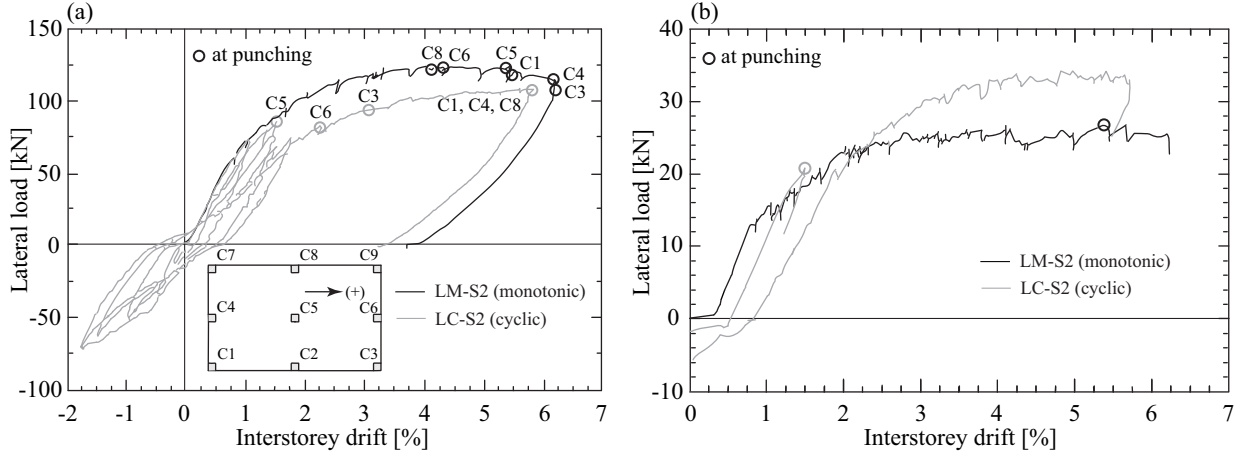 (a)
150
100
50
0
-50
-100
Lateral load [kN]
at punching
C8 C6
C5
C1
C4
C3
C5
C6
C3
C1, C4, C8
C7 C8 C9
(+)
C4 C5 C6
C1 C2 C3
LM-S2 (monotonic)
LC-S2 (cyclic)
-2 -1 0 1 2 3 4 5 6 7
Interstorey drift [%]
(b)
40
30
20
10
0
-10
Lateral load [kN]
at punching
LM-S2 (monotonic)
LC-S2 (cyclic)
0 1 2 3 4 5 6 7
Interstorey drift [%]